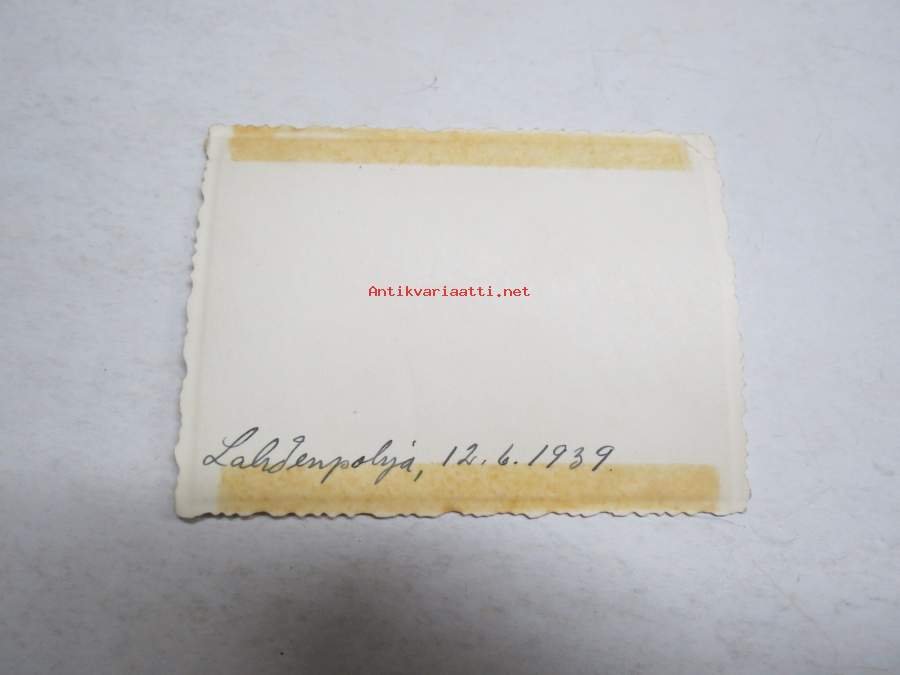 Antikvariaatti.net
Lahdenpohja, 12.6.1939.